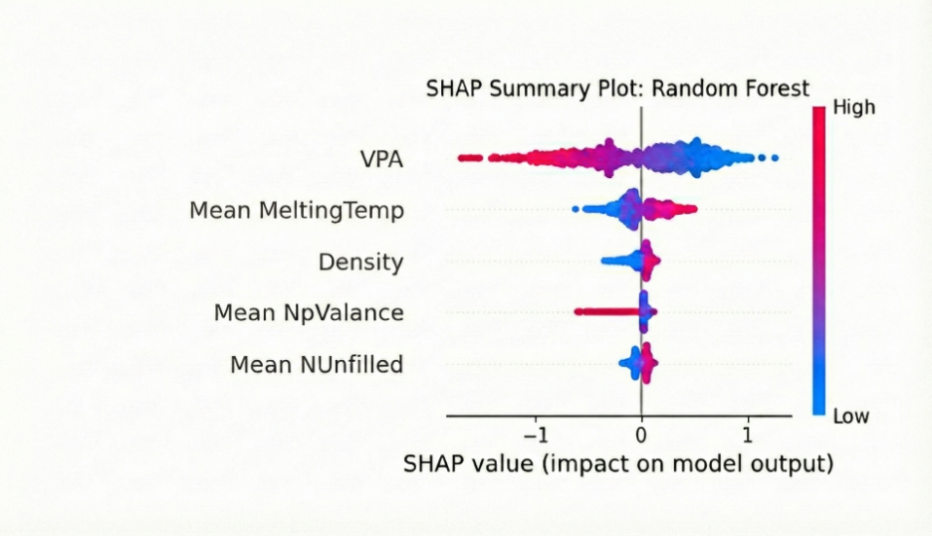 SHAP Summary Plot: Random Forest
High
VPA
Mean MeltingTemp
Density
Mean NpValance
Mean NUnfilled
Low
−1 0 1
SHAP value (impact on model output)